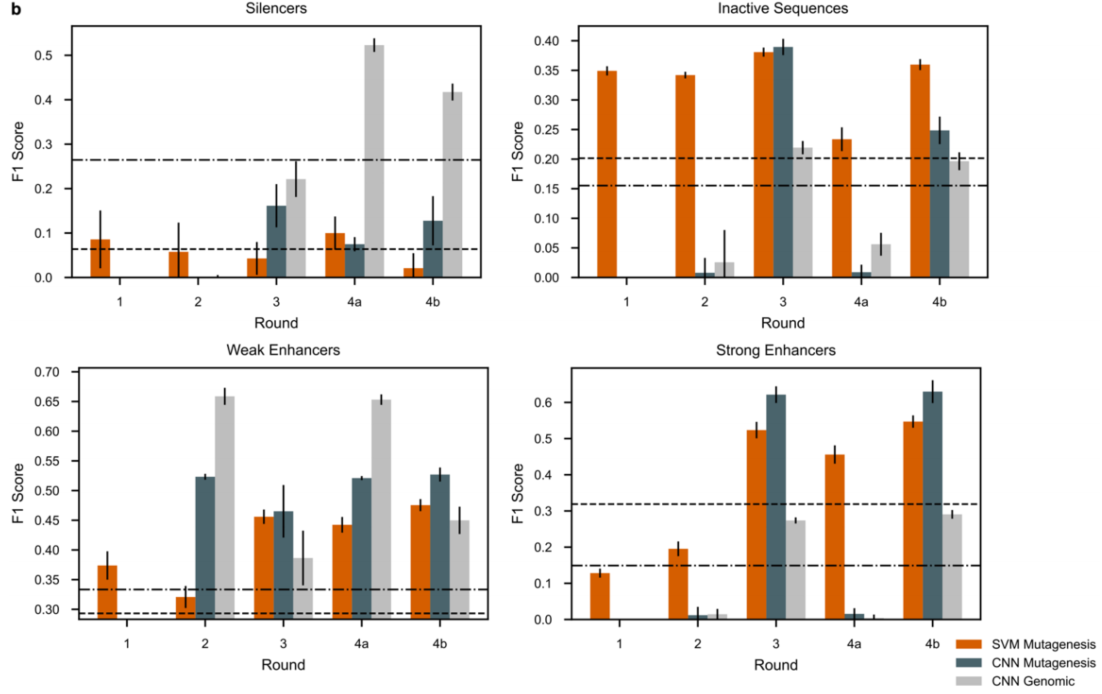 b
Silencers
F1 Score
0.5
0.4
0.3
0.2
0.1
0.0
1 2 3 4a 4b
Round
Inactive Sequences
F1 Score
0.40
0.35
0.30
0.25
0.20
0.15
0.10
0.05
0.00
1 2 3 4a 4b
Round
Weak Enhancers
F1 Score
0.70
0.65
0.60
0.55
0.50
0.45
0.40
0.35
0.30
1 2 3 4a 4b
Round
Strong Enhancers
F1 Score
0.6
0.5
0.4
0.3
0.2
0.1
0.0
1 2 3 4a 4b
Round
SVM Mutagenesis
CNN Mutagenesis
CNN Genomic